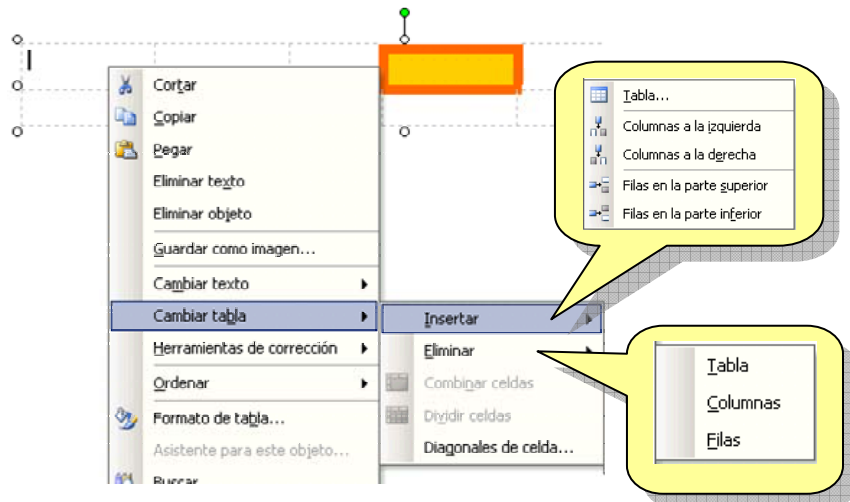 Cortar
Copiar
Pegar
Eliminar texto
Eliminar objeto
Guardar como imagen...
Cambiar texto
Cambiar tabla
Herramientas de corrección
Ordenar
Formato de tabla...
Asistente para este objeto...
Buscar
Insertar
Eliminar
Combinar celdas
Dividir celdas
Diagonales de celda...
Tabla...
Columnas a la izquierda
Columnas a la derecha
Filas en la parte superior
Filas en la parte inferior
Tabla
Columnas
Filas